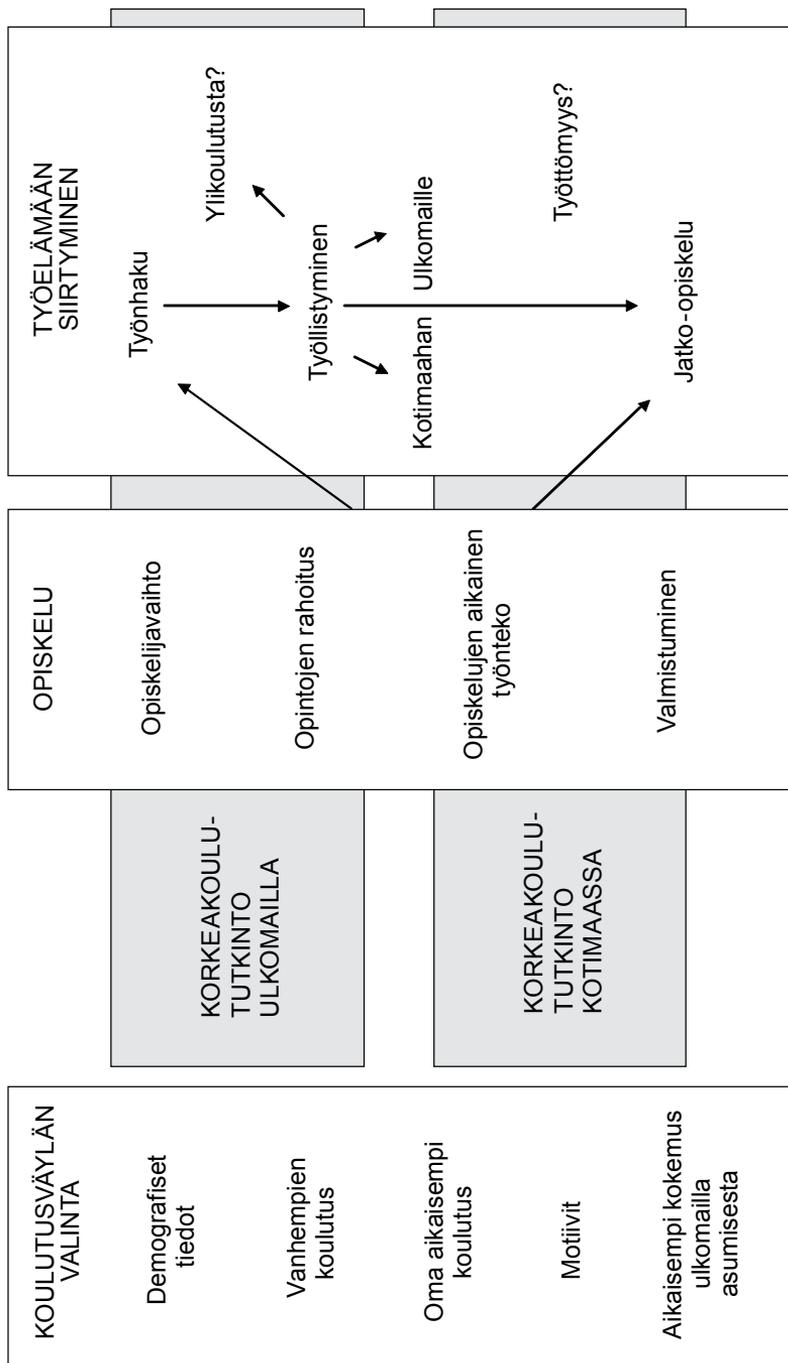 KOULUTUSVÄYLÄN
VALINTA
Demografiset
tiedot
Vanhempien
koulutus
Oma aikaisempi
koulutus
Motiivit
Aikaisempi kokemus
ulkomailla
asumisesta
KORKEAKOULU-
TUTKINTO
ULKOMAILLA
KORKEAKOULU-
TUTKINTO
KOTIMAASSA
OPISKELU
Opiskelijavaihto
Opintojen rahoitus
Opiskelujen aikainen
työnteko
Valmistuminen
TYÖELÄMÄÄN
SIIRTYMINEN
Työnhaku
Ylikoulutusta?
Työllistyminen
Kotimaahan Ulkomaille
Työttömyys?
Jatko-opiskelu